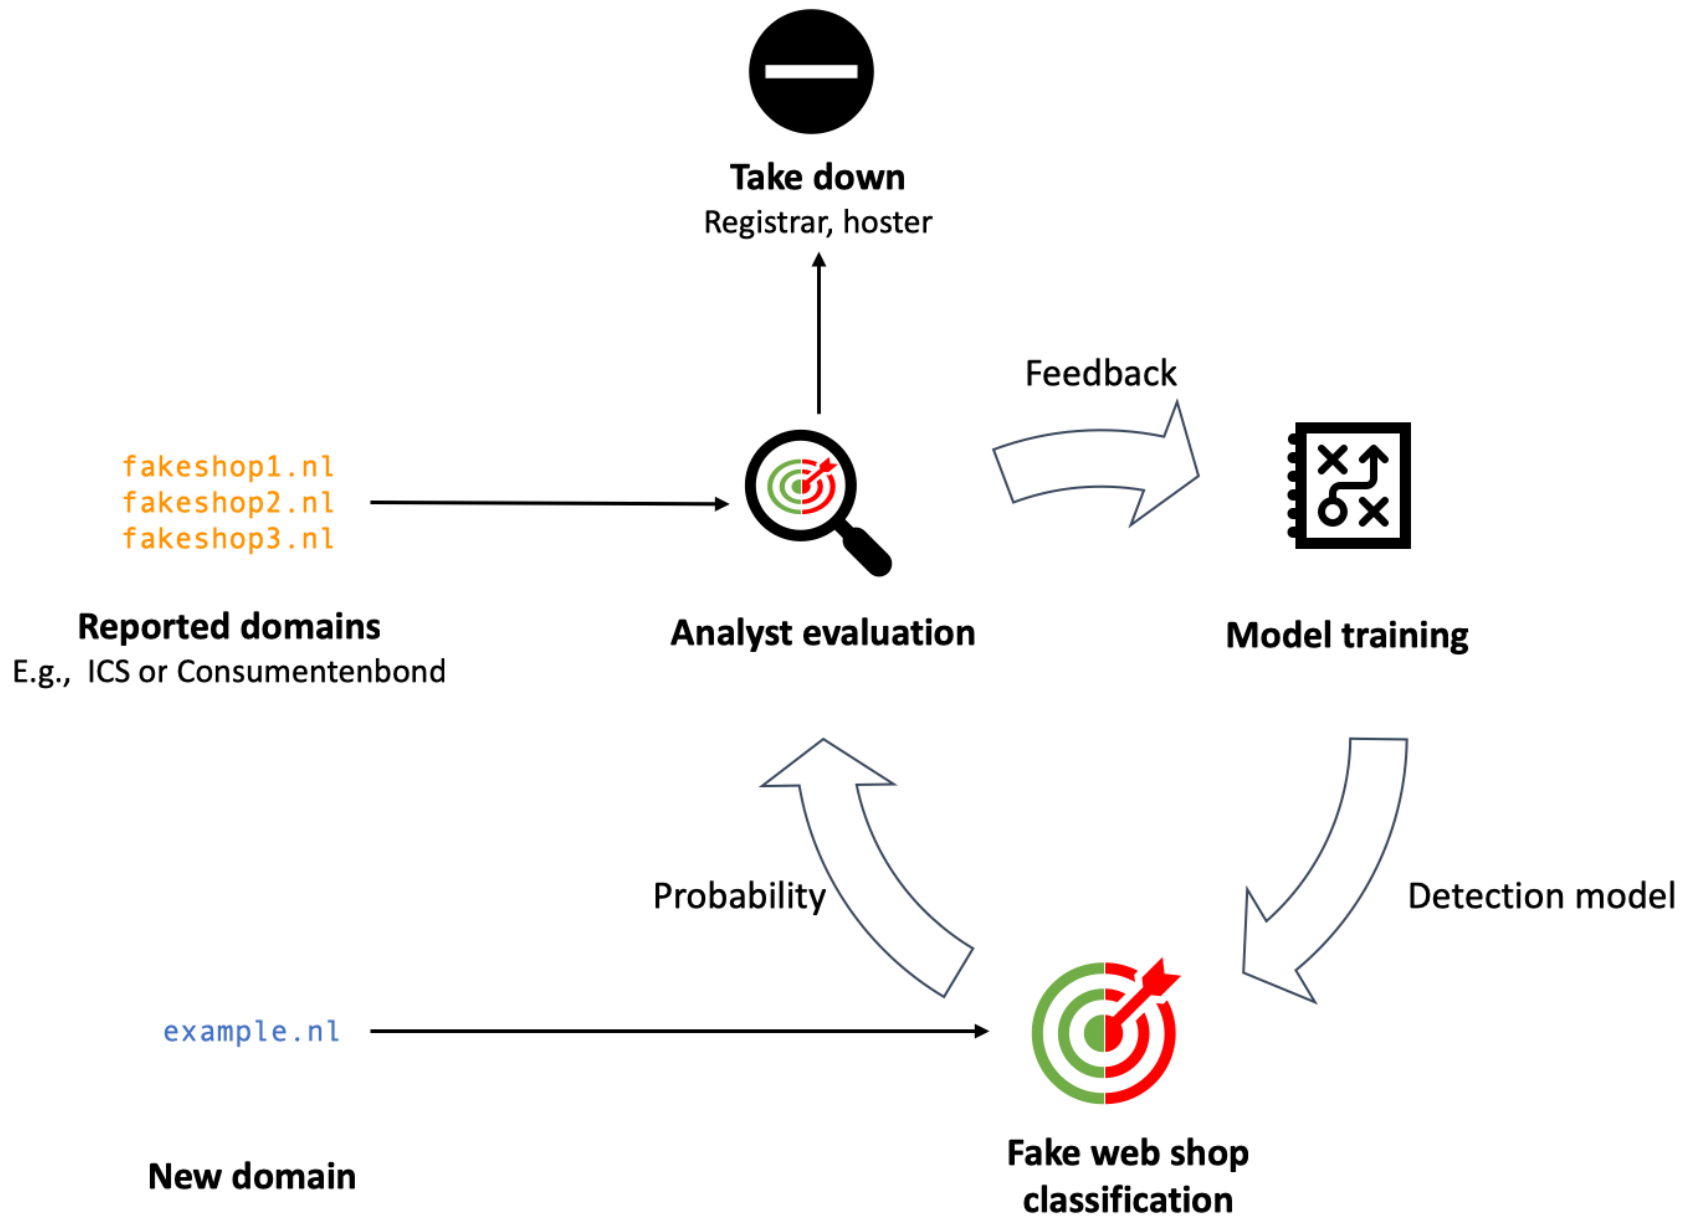 Take down
Registrar, hoster
Feedback
fakeshop1.nl
fakeshop2.nl
fakeshop3.nl
Reported domains
E.g., ICS or Consumentenbond
Analyst evaluation
Model training
Probability
Detection model
example.nl
New domain
Fake web shop
classification